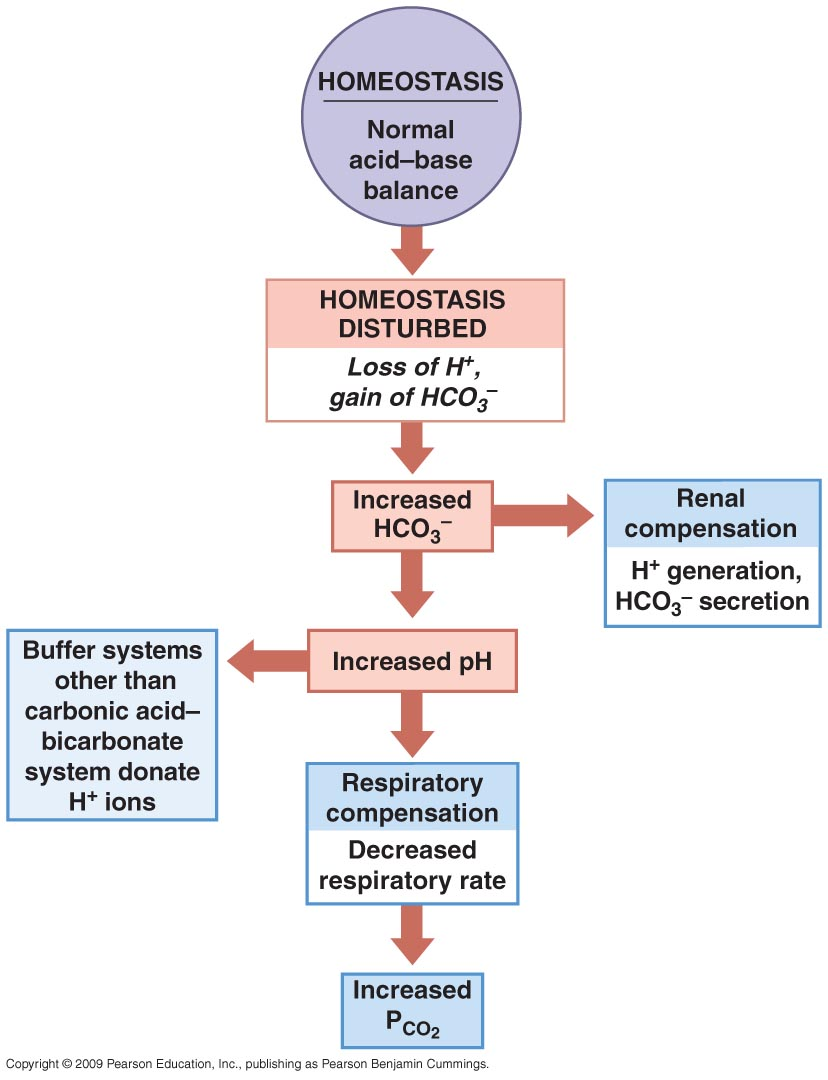 HOMEOSTASIS
Normal
acid–base
balance
HOMEOSTASIS
DISTURBED
Loss of H⁺,
gain of HCO₃⁻
Increased
HCO₃⁻
Renal
compensation
H⁺ generation,
HCO₃⁻ secretion
Increased pH
Buffer systems
other than
carbonic acid–
bicarbonate
system donate
H⁺ ions
Respiratory
compensation
Decreased
respiratory rate
Increased
P_CO₂
Copyright © 2009 Pearson Education, Inc., publishing as Pearson Benjamin Cummings.